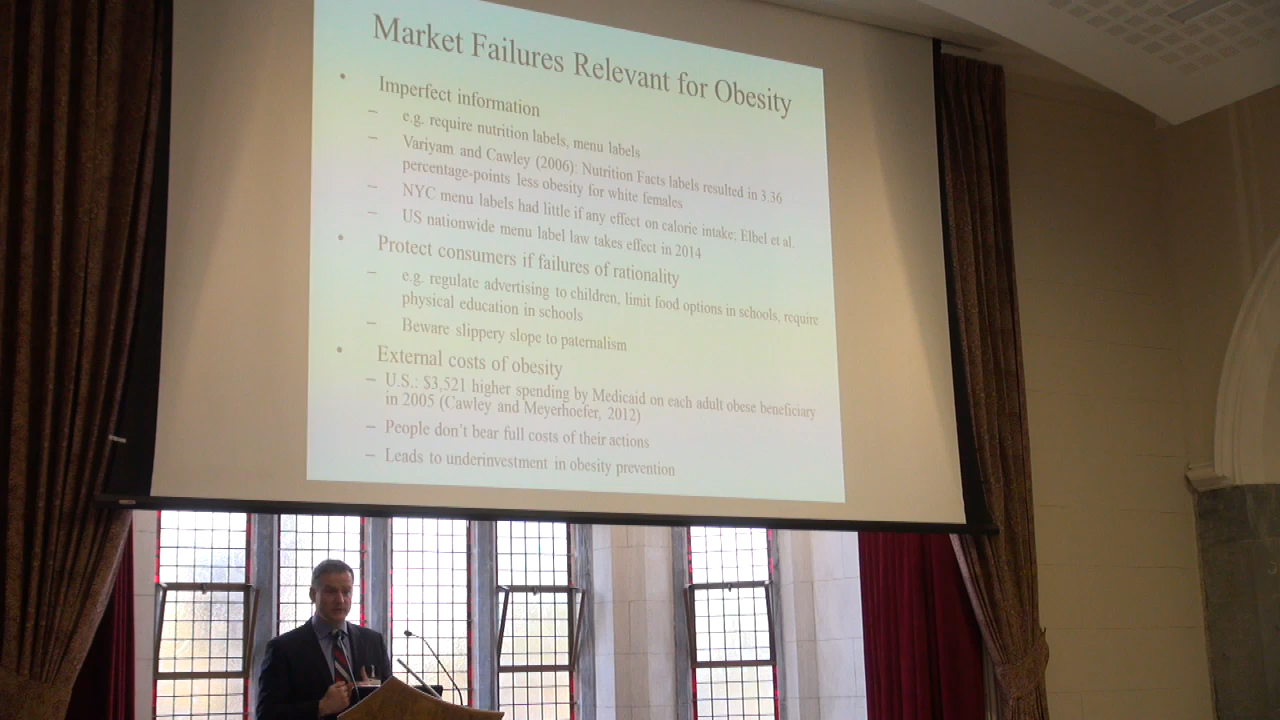 Market Failures Relevant for Obesity
• Imperfect information
– e.g. require nutrition labels, menu labels
– Variyam and Cawley (2006): Nutrition Facts labels resulted in 3.36
percentage-points less obesity for white females
– NYC menu labels had little if any effect on calorie intake; Elbel et al.
– US nationwide menu label law takes effect in 2014
• Protect consumers if failures of rationality
– e.g. regulate advertising to children, limit food options in schools, require
physical education in schools
– Beware slippery slope to paternalism
• External costs of obesity
– U.S.: $3,521 higher spending by Medicaid on each adult obese beneficiary
in 2005 (Cawley and Meyerhoefer, 2012)
– People don't bear full costs of their actions
– Leads to underinvestment in obesity prevention